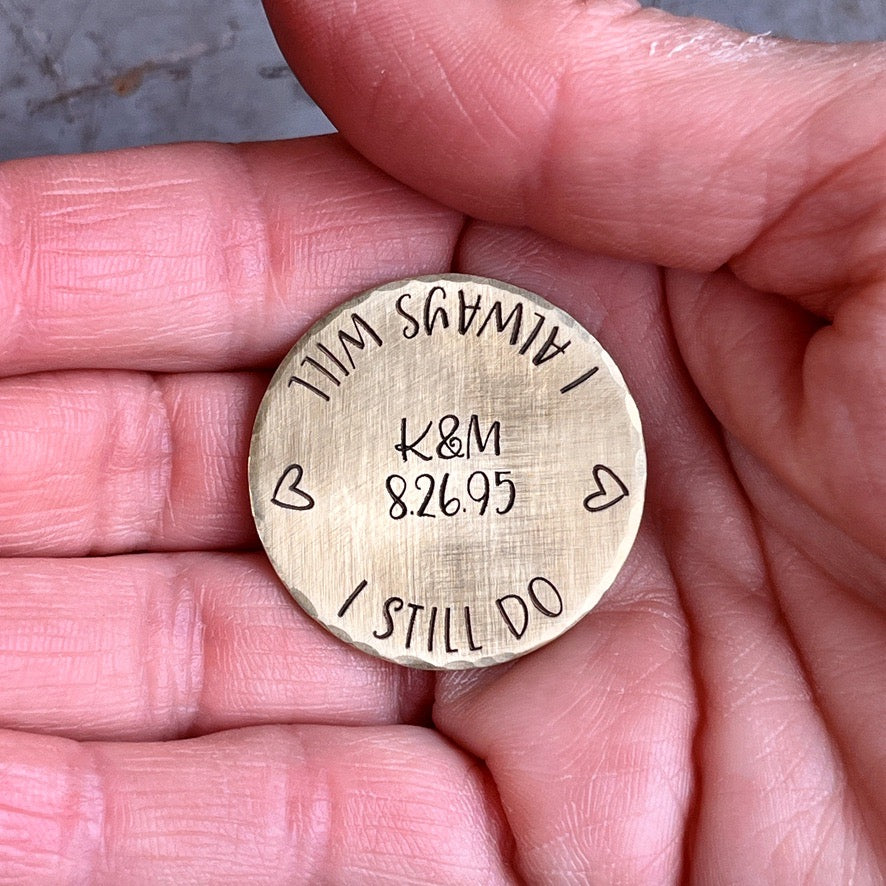 I ALWAYS WILL
K&M
8.26.95
I STILL DO